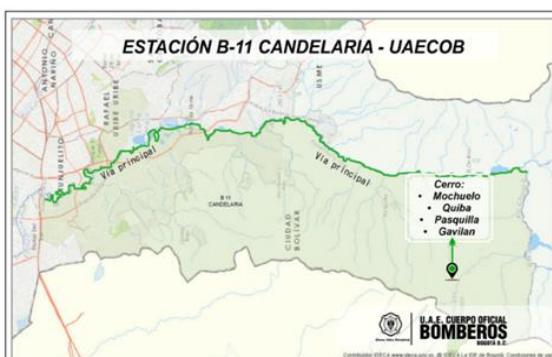 ESTACIÓN B-11 CANDELARIA - UAECOB
ANTONIO
NARIÑO
RAFAEL
URIBE URIBE
TUNJUELITO
USME
Vía principal
Vía principal
B-11
CANDELARIA
CIUDAD
BOLÍVAR
Cerro:
• Mochuelo
• Quiba
• Pasquilla
• Gavilan
U.A.E. CUERPO OFICIAL
BOMBEROS
BOGOTÁ D.C.